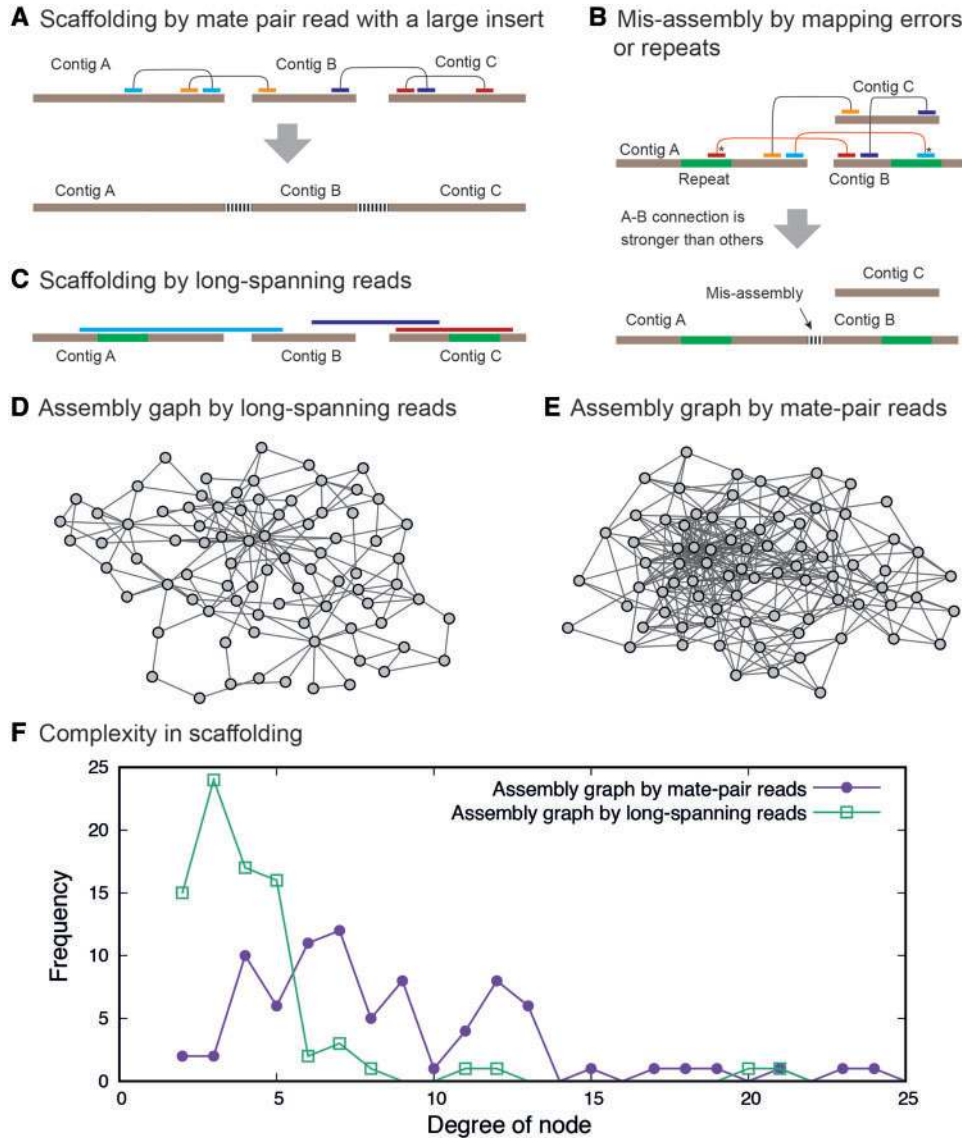 A Scaffolding by mate pair read with a large insert
Contig A
Contig B
Contig C
Contig A
Contig B
Contig C
B Mis-assembly by mapping errors
or repeats
Contig C
Contig A
*
*
Repeat
Contig B
A-B connection is
stronger than others
Contig C
Mis-assembly
Contig A
Contig B
C Scaffolding by long-spanning reads
Contig A
Contig B
Contig C
D Assembly gaph by long-spanning reads
E Assembly graph by mate-pair reads
F Complexity in scaffolding
Assembly graph by mate-pair reads
Assembly graph by long-spanning reads
Frequency
25
20
15
10
5
0
0 5 10 15 20 25
Degree of node